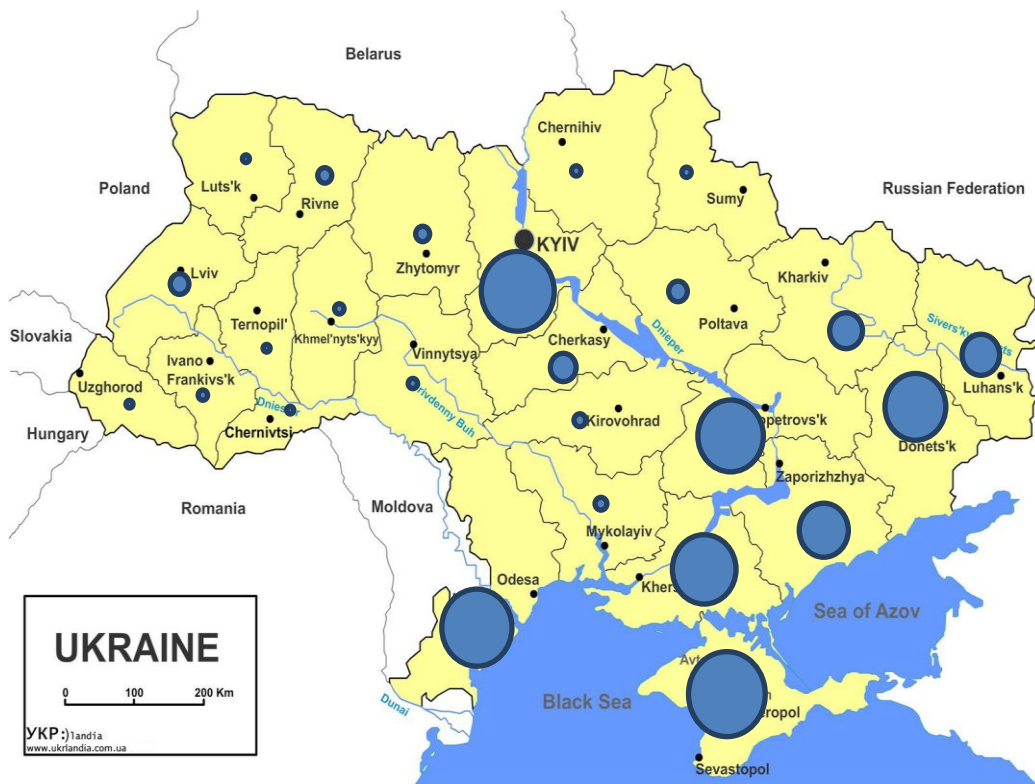 Belarus
Chernihiv
Poland
Luts'k
Rivne
Sumy
Russian Federation
KYIV
Zhytomyr
Kharkiv
Lviv
Slovakia
Ternopil'
Khmel'nyts'kyy
Vinnytsya
Cherkasy
Dnieper
Poltava
Ivano
Frankivs'k
Uzghorod
Luhans'k
Dniester
Chernivtsi
Kirovohrad
Donets'k
Hungary
Zaporizhzhya
Romania
Moldova
Mykolayiv
Odesa
Sea of Azov
UKRAINE
0 100 200 Km
Black Sea
Dunai
УКР:)landia
www.ukrlandia.com.ua
Sevastopol